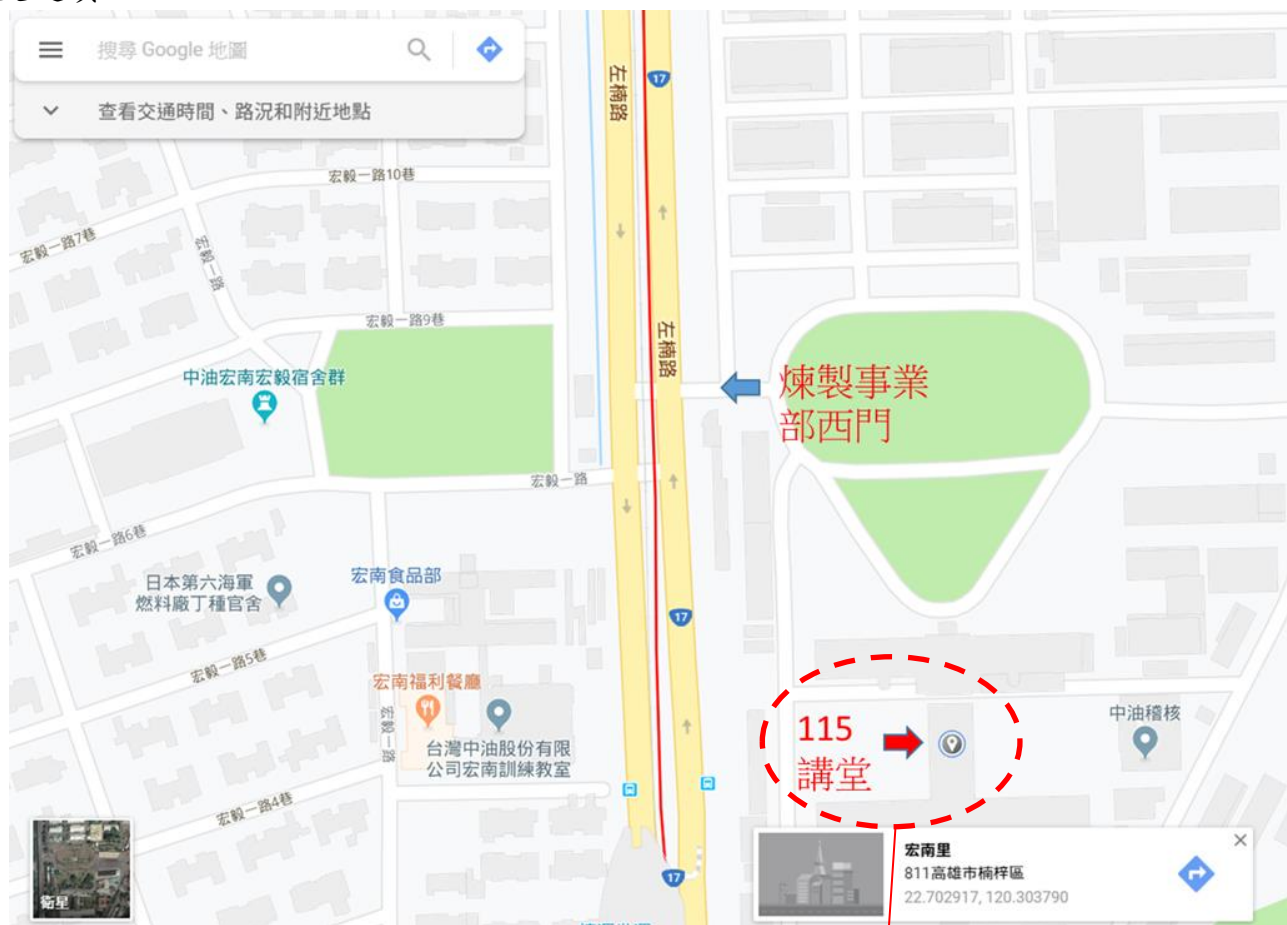 搜尋 Google 地圖
查看交通時間、路況和附近地點
左楠路
17
宏毅一路10巷
宏毅一路7巷
宏毅一路
宏毅一路9巷
左楠路
中油宏南宏毅宿舍群
煉製事業
部西門
宏毅一路
宏毅一路6巷
日本第六海軍
燃料廠丁種官舍
宏南食品部
17
宏毅一路5巷
宏南福利餐廳
宏毅一路
台灣中油股份有限
公司宏南訓練教室
115
講堂
中油稽核
宏毅一路4巷
衛星
17
宏南里
811高雄市楠梓區
22.702917, 120.303790